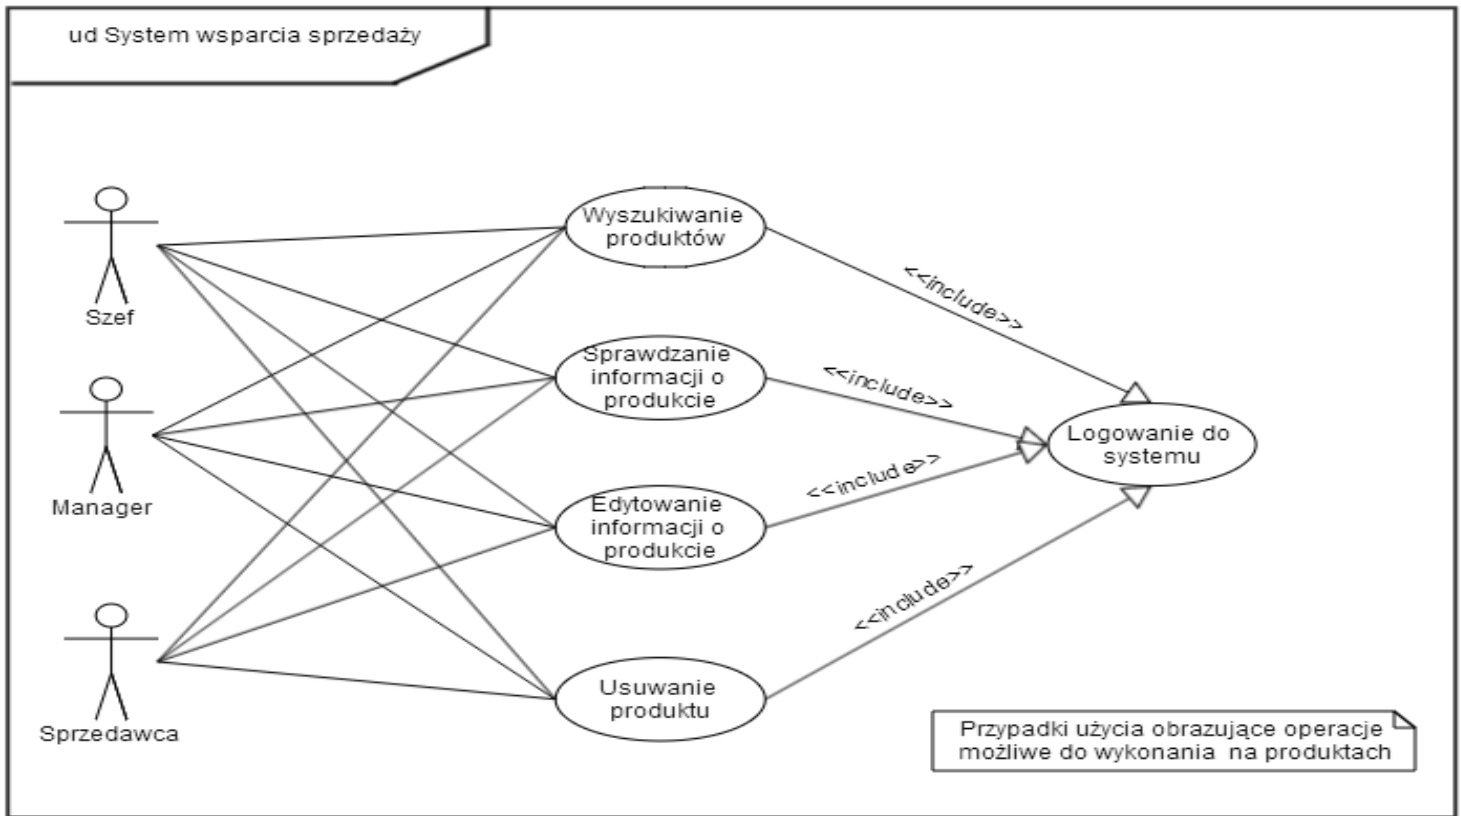 ud System wsparcia sprzedaży
Szef
Manager
Sprzedawca
Wyszukiwanie
produktów
Sprawdzanie
informacji o
produkcie
Edytowanie
informacji o
produkcie
Usuwanie
produktu
<<include>>
<<include>>
<<include>>
<<include>>
Logowanie do
systemu
Przypadki użycia obrazujące operacje
możliwe do wykonania na produktach